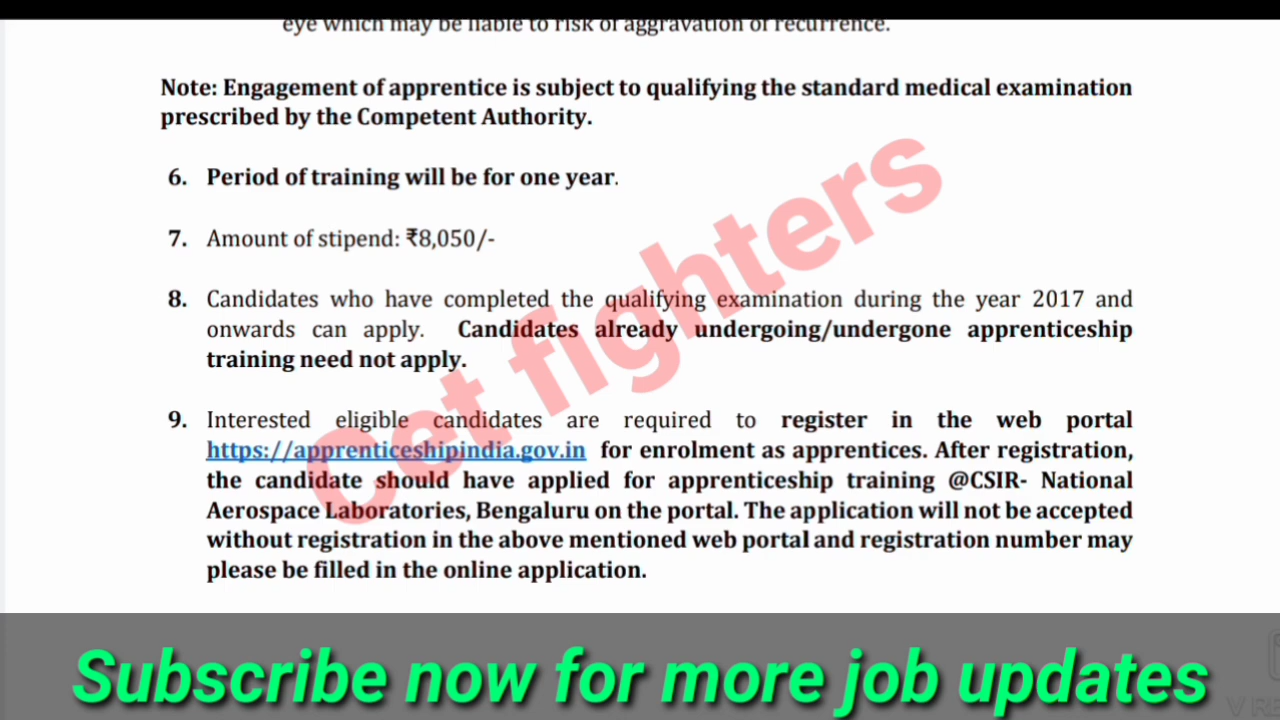 eye which may be liable to risk of aggravation or recurrence.
Note: Engagement of apprentice is subject to qualifying the standard medical examination
prescribed by the Competent Authority.
6. Period of training will be for one year.
7. Amount of stipend: ₹8,050/-
8. Candidates who have completed the qualifying examination during the year 2017 and
onwards can apply. Candidates already undergoing/undergone apprenticeship
training need not apply.
9. Interested eligible candidates are required to register in the web portal
https://apprenticeshipindia.gov.in for enrolment as apprentices. After registration,
the candidate should have applied for apprenticeship training @CSIR- National
Aerospace Laboratories, Bengaluru on the portal. The application will not be accepted
without registration in the above mentioned web portal and registration number may
please be filled in the online application.
Cet fighters
Subscribe now for more job updates